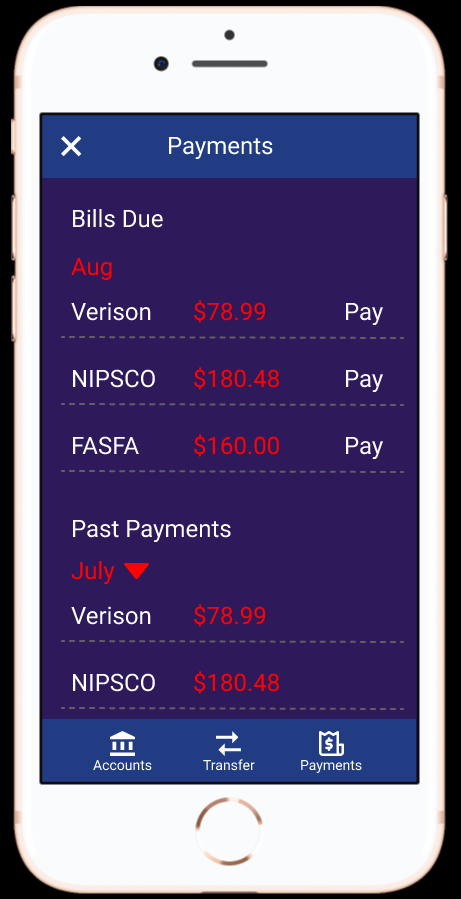 Payments
Bills Due
Aug
Verison $78.99 Pay
NIPSCO $180.48 Pay
FASFA $160.00 Pay
Past Payments
July
Verison $78.99
NIPSCO $180.48
Accounts Transfer Payments